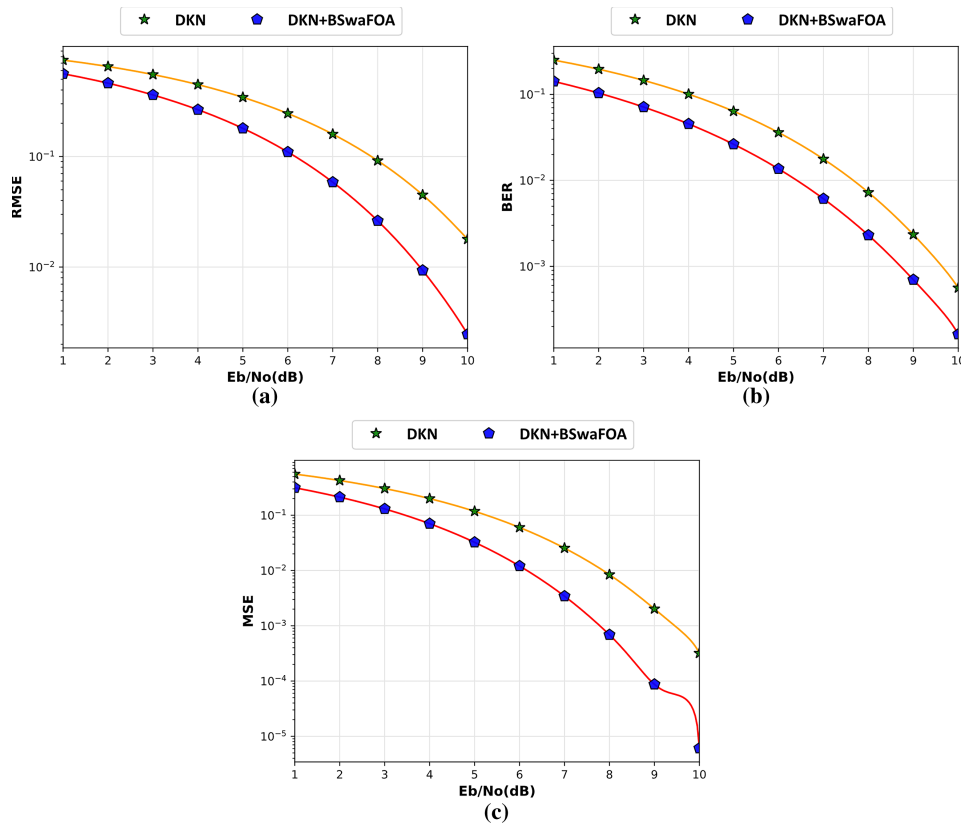 DKN DKN+BSwaFOA
RMSE
10⁻¹
10⁻²
1 2 3 4 5 6 7 8 9 10
Eb/No(dB)
(a)
DKN DKN+BSwaFOA
BER
10⁻¹
10⁻²
10⁻³
1 2 3 4 5 6 7 8 9 10
Eb/No(dB)
(b)
DKN DKN+BSwaFOA
MSE
10⁻¹
10⁻²
10⁻³
10⁻⁴
10⁻⁵
1 2 3 4 5 6 7 8 9 10
Eb/No(dB)
(c)